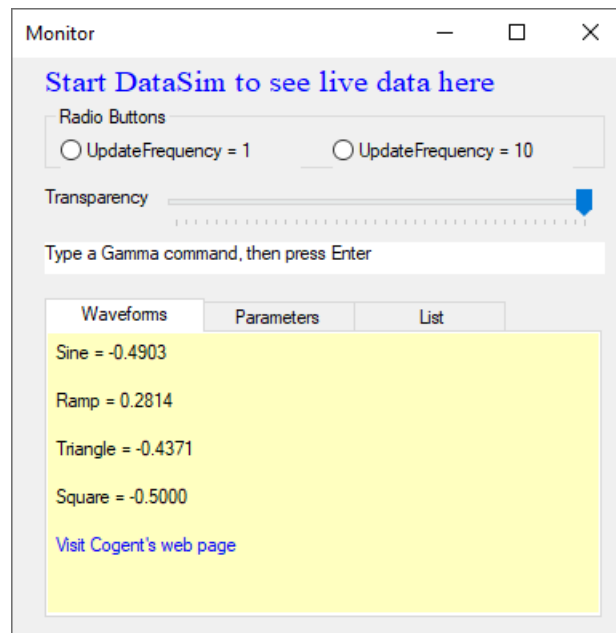 Monitor
Start DataSim to see live data here
Radio Buttons
UpdateFrequency = 1 UpdateFrequency = 10
Transparency
Type a Gamma command, then press Enter
Waveforms Parameters List
Sine = -0.4903
Ramp = 0.2814
Triangle = -0.4371
Square = -0.5000
Visit Cogent's web page